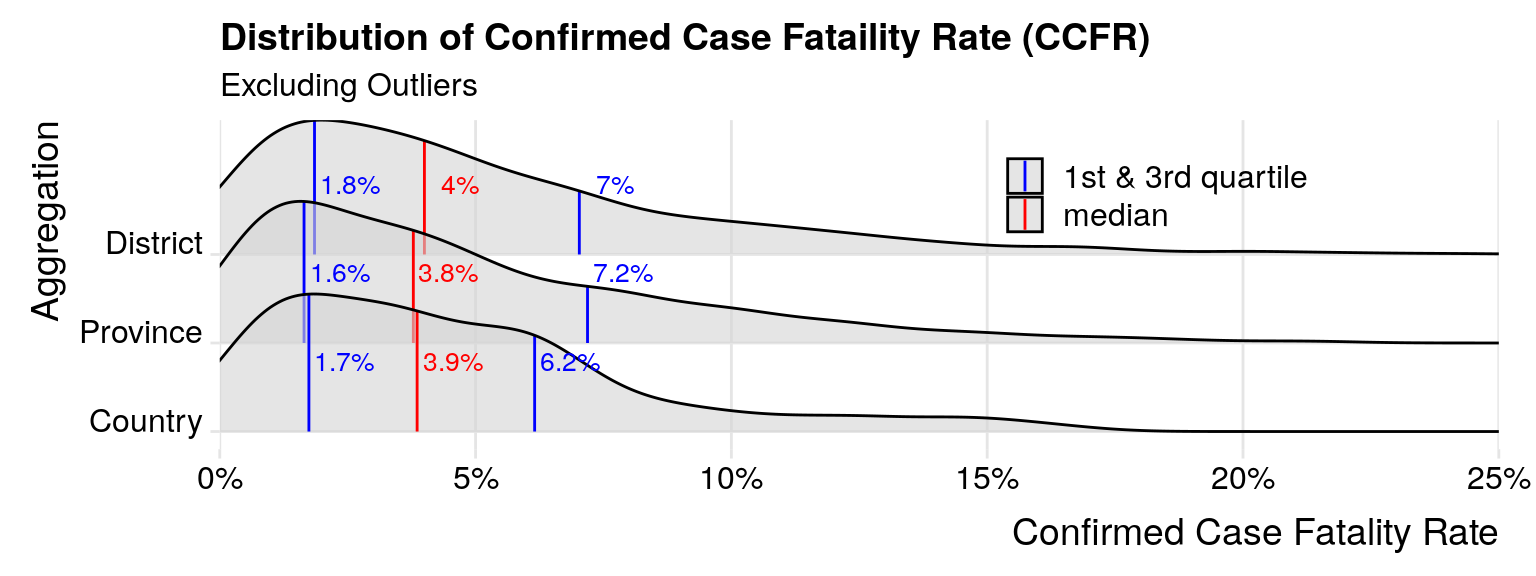 Distribution of Confirmed Case Fataility Rate (CCFR)
Excluding Outliers
Aggregation
1st & 3rd quartile
median
District
1.8%
4%
7%
Province
1.6%
3.8%
7.2%
Country
1.7%
3.9%
6.2%
0%
5%
10%
15%
20%
25%
Confirmed Case Fatality Rate